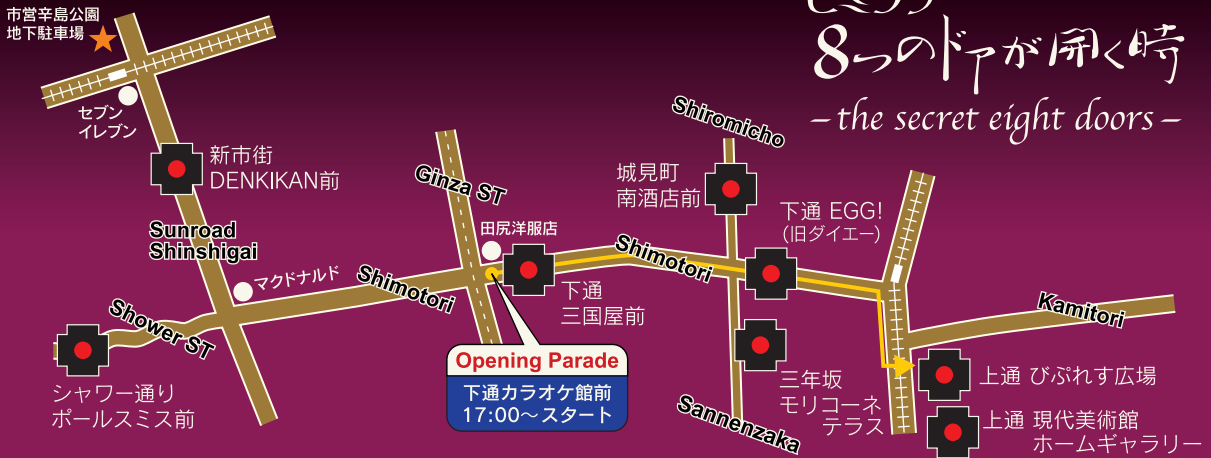 市営辛島公園
地下駐車場
8つのドアが開く時
–the secret eight doors–
セブン
イレブン
新市街
DENKIKAN前
Sunroad
Shinshigai
マクドナルド
Shower ST
シャワー通り
ポールスミス前
Shimotori
Ginza ST
田尻洋服店
下通
三国屋前
Opening Parade
下通カラオケ館前
17:00〜 スタート
Shimotori
Shiromicho
城見町
南酒店前
下通 EGG!
（旧ダイエー）
三年坂
モリコーネ
テラス
Sannenzaka
Kamitori
上通 びぷれす広場
上通 現代美術館
ホームギャラリー